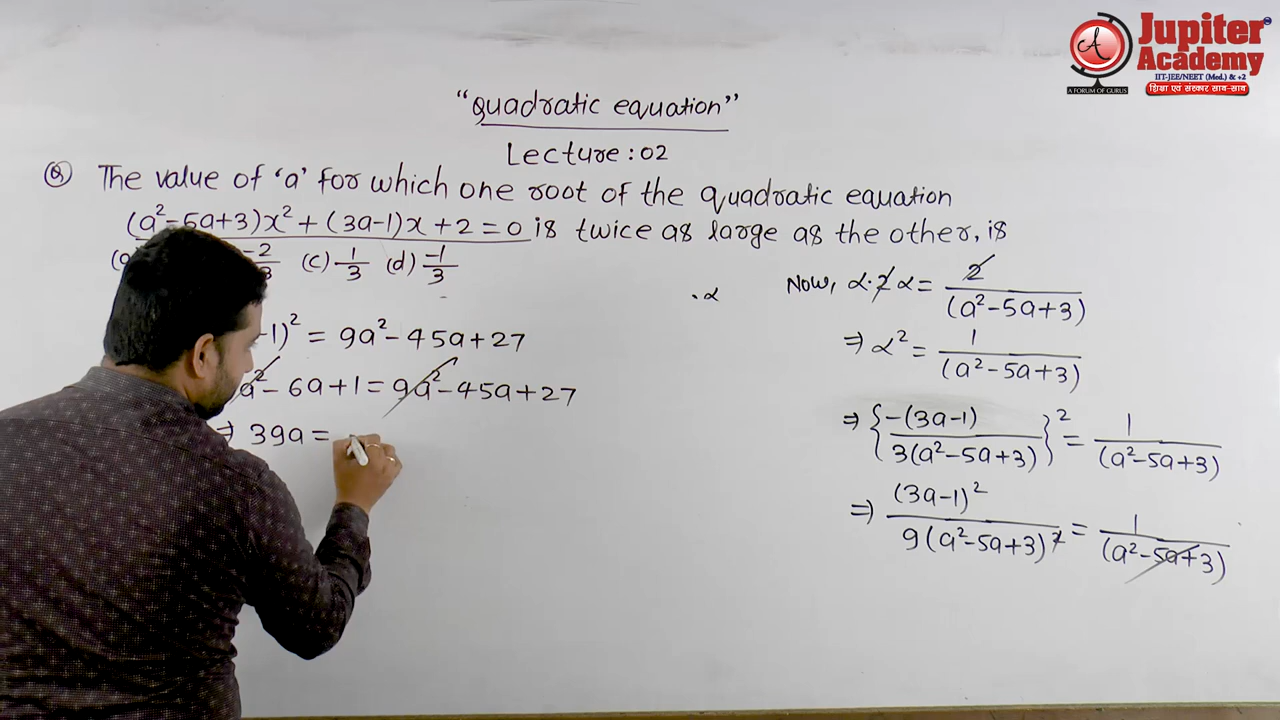 Jupiter
Academy
IIT-JEE/NEET (Med.) & +2
A FORUM OF GURUS
शिक्षा एवं संस्कार साथ-साथ
"Quadratic equation"
Lecture : 02
Q The value of 'a' for which one root of the quadratic equation
(a²-5a+3)x² + (3a-1)x + 2 = 0 is twice as large as the other, is
(c) 1/3 (d) -1/3
-1)² = 9a² - 45a + 27
a² - 6a + 1 = 9a² - 45a + 27
⇒ 39a =
. α
Now, α.2α = 2/(a²-5a+3)
⇒ α² = 1/(a²-5a+3)
⇒ {-(3a-1)/3(a²-5a+3)}² = 1/(a²-5a+3)
⇒ (3a-1)²/9(a²-5a+3)² = 1/(a²-5a+3)